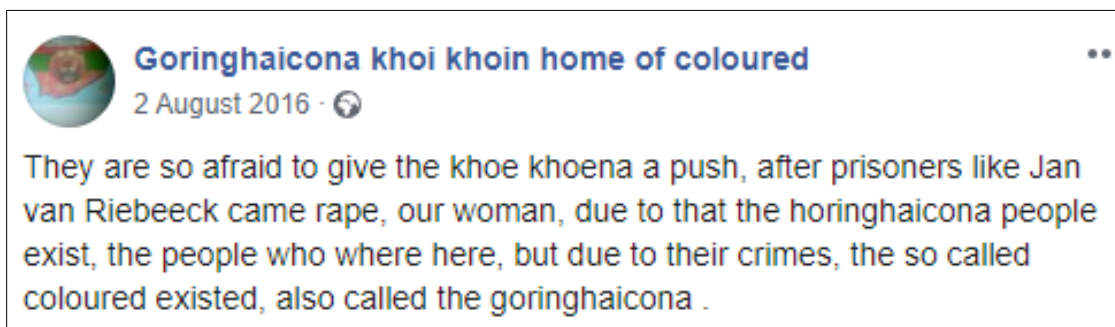 Goringhaicona khoi khoin home of coloured
2 August 2016 ·
They are so afraid to give the khoe khoena a push, after prisoners like Jan
van Riebeeck came rape, our woman, due to that the horinghaicona people
exist, the people who where here, but due to their crimes, the so called
coloured existed, also called the goringhaicona .